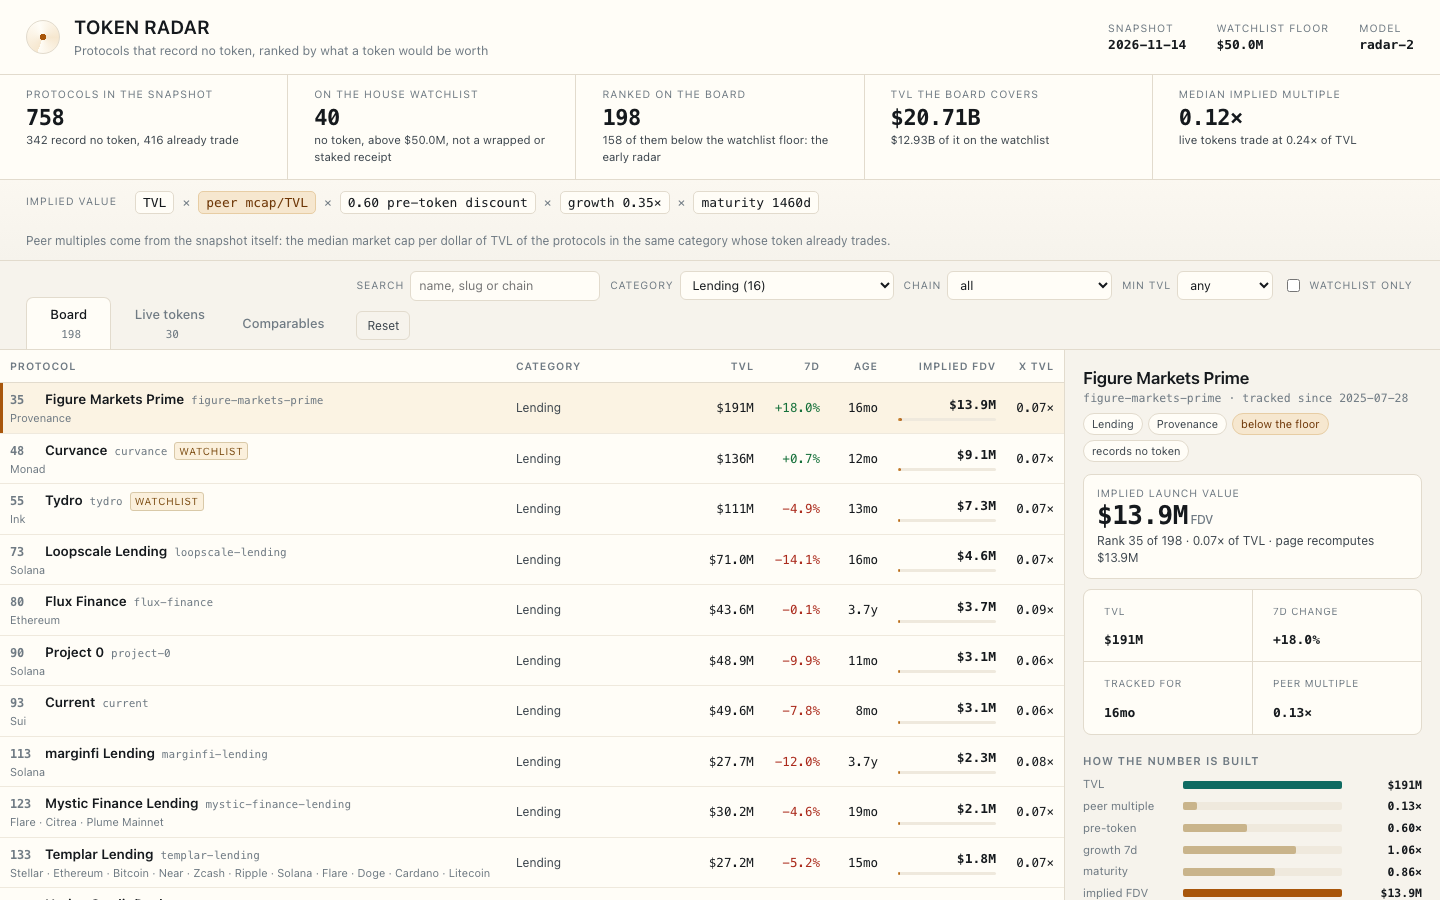 TOKEN RADAR
Protocols that record no token, ranked by what a token would be worth
SNAPSHOT
2026-11-14
WATCHLIST FLOOR
$50.0M
MODEL
radar-2
PROTOCOLS IN THE SNAPSHOT
758
342 record no token, 416 already trade
ON THE HOUSE WATCHLIST
40
no token, above $50.0M, not a wrapped or
staked receipt
RANKED ON THE BOARD
198
158 of them below the watchlist floor: the
early radar
TVL THE BOARD COVERS
$20.71B
$12.93B of it on the watchlist
MEDIAN IMPLIED MULTIPLE
0.12×
live tokens trade at 0.24× of TVL
IMPLIED VALUE TVL × peer mcap/TVL × 0.60 pre-token discount × growth 0.35× × maturity 1460d
Peer multiples come from the snapshot itself: the median market cap per dollar of TVL of the protocols in the same category whose token already trades.
SEARCH name, slug or chain CATEGORY Lending (16) CHAIN all MIN TVL any WATCHLIST ONLY
Board
198
Live tokens
30
Comparables
Reset
PROTOCOL CATEGORY TVL 7D AGE IMPLIED FDV X TVL
35 Figure Markets Prime figure-markets-prime Lending $191M +18.0% 16mo $13.9M 0.07×
Provenance
48 Curvance curvance WATCHLIST Lending $136M +0.7% 12mo $9.1M 0.07×
Monad
55 Tydro tydro WATCHLIST Lending $111M −4.9% 13mo $7.3M 0.07×
Ink
73 Loopscale Lending loopscale-lending Lending $71.0M −14.1% 16mo $4.6M 0.07×
Solana
80 Flux Finance flux-finance Lending $43.6M −0.1% 3.7y $3.7M 0.09×
Ethereum
90 Project 0 project-0 Lending $48.9M −9.9% 11mo $3.1M 0.06×
Solana
93 Current current Lending $49.6M −7.8% 8mo $3.1M 0.06×
Sui
113 marginfi Lending marginfi-lending Lending $27.7M −12.0% 3.7y $2.3M 0.08×
Solana
123 Mystic Finance Lending mystic-finance-lending Lending $30.2M −4.6% 19mo $2.1M 0.07×
Flare · Citrea · Plume Mainnet
133 Templar Lending templar-lending Lending $27.2M −5.2% 15mo $1.8M 0.07×
Stellar · Ethereum · Bitcoin · Near · Zcash · Ripple · Solana · Flare · Doge · Cardano · Litecoin
Figure Markets Prime
figure-markets-prime · tracked since 2025-07-28
Lending Provenance below the floor
records no token
IMPLIED LAUNCH VALUE
$13.9M FDV
Rank 35 of 198 · 0.07× of TVL · page recomputes
$13.9M
TVL
$191M
7D CHANGE
+18.0%
TRACKED FOR
16mo
PEER MULTIPLE
0.13×
HOW THE NUMBER IS BUILT
TVL $191M
peer multiple 0.13×
pre-token 0.60×
growth 7d 1.06×
maturity 0.86×
implied FDV $13.9M